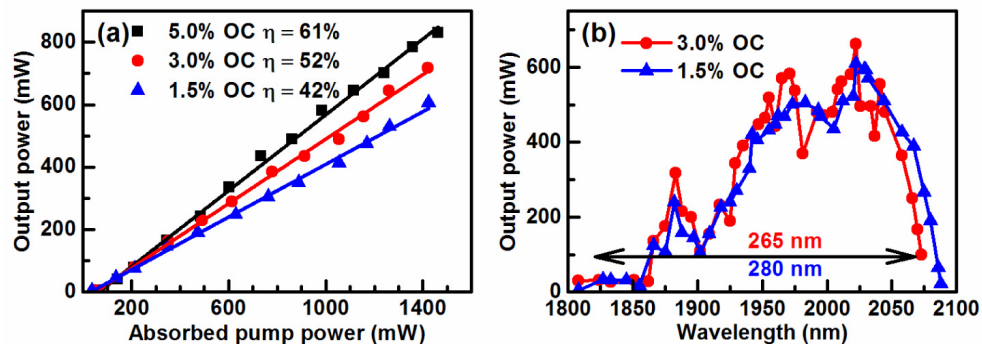 (a)
5.0% OC η = 61%
3.0% OC η = 52%
1.5% OC η = 42%
Output power (mW)
800
600
400
200
0
0 200 400 600 800 1000 1200 1400
Absorbed pump power (mW)
(b)
3.0% OC
1.5% OC
Output power (mW)
600
400
200
0
265 nm
280 nm
1800 1850 1900 1950 2000 2050 2100
Wavelength (nm)